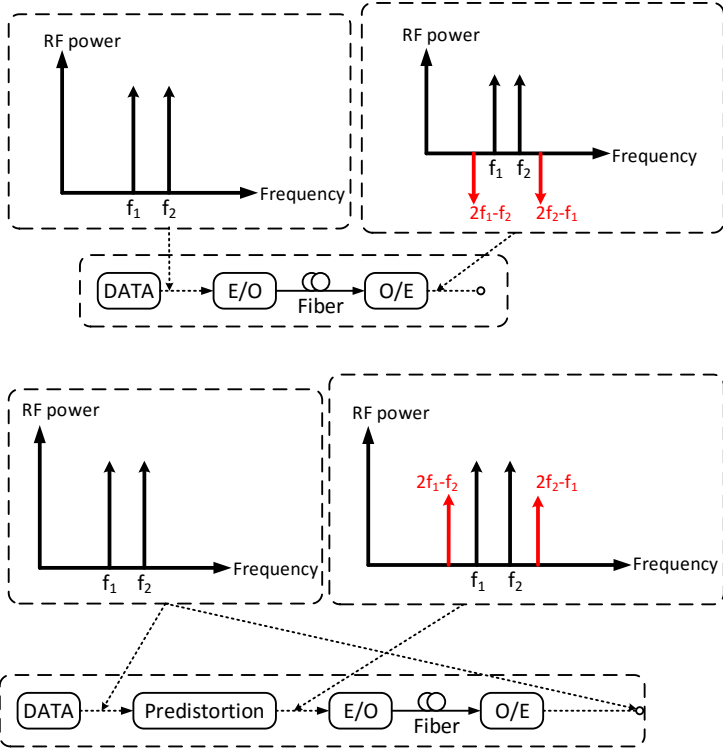 RF power
f₁
f₂
Frequency
RF power
f₁
f₂
Frequency
2f₁-f₂
2f₂-f₁
DATA
E/O
Fiber
O/E
RF power
f₁
f₂
Frequency
RF power
2f₁-f₂
2f₂-f₁
f₁
f₂
Frequency
DATA
Predistortion
E/O
Fiber
O/E